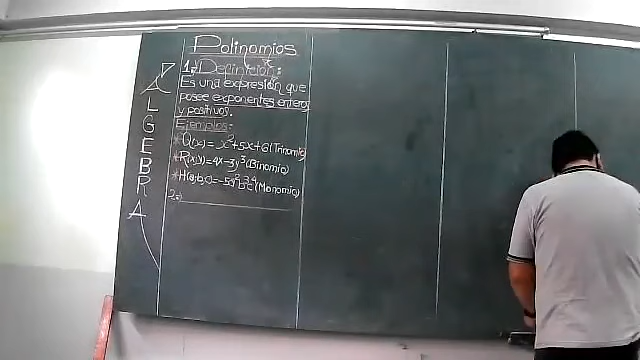 ALGEBRA
Polinomios
1.) Definición:
Es una expresión que
posee exponentes enteros
y positivos.
Ejemplos:
* Q(x) = x² + 5x + 6 (Trinomio)
* R(x,y) = 4x - 3y³ (Binomio)
* H(a,b,c) = -5a²b³c⁴ (Monomio)
2.)